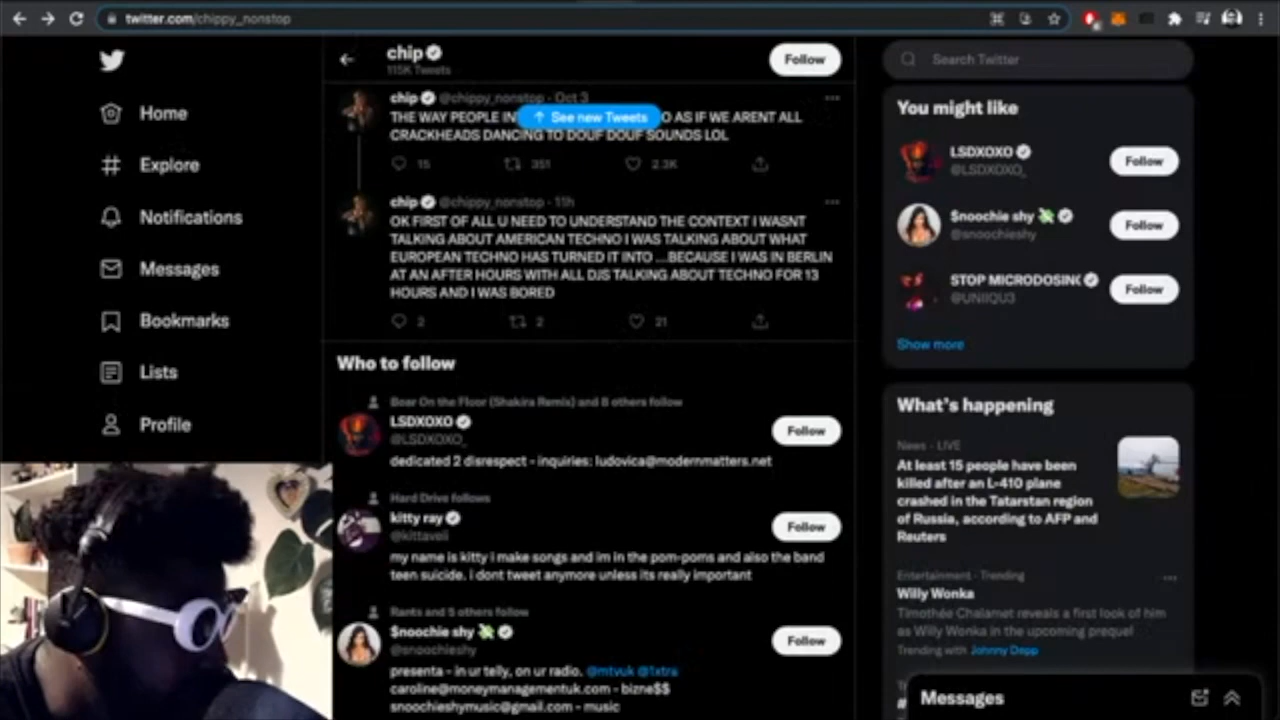 twitter.com/chippy_nonstop
chip
115K Tweets
Follow
Search Twitter
Home
Explore
Notifications
Messages
Bookmarks
Lists
Profile
chip @chippy_nonstop · Oct 3
THE WAY PEOPLE IN O AS IF WE ARENT ALL
CRACKHEADS DANCING TO DOUF DOUF SOUNDS LOL
↑ See new Tweets
15 351 2.3K
chip @chippy_nonstop · 11h
OK FIRST OF ALL U NEED TO UNDERSTAND THE CONTEXT I WASNT
TALKING ABOUT AMERICAN TECHNO I WAS TALKING ABOUT WHAT
EUROPEAN TECHNO HAS TURNED IT INTO ....BECAUSE I WAS IN BERLIN
AT AN AFTER HOURS WITH ALL DJS TALKING ABOUT TECHNO FOR 13
HOURS AND I WAS BORED
2 2 21
Who to follow
Boar On the Floor (Shakira Remix) and 8 others follow
LSDXOXO
@LSDXOXO_
Follow
dedicated 2 disrespect - inquiries: ludovica@modernmatters.net
Hard Drive follows
kitty ray
@kittaveli
Follow
my name is kitty i make songs and im in the pom-poms and also the band
teen suicide. i dont tweet anymore unless its really important
Rants and 5 others follow
$noochie shy
@snoochieshy
Follow
presenta - in ur telly, on ur radio. @mtvuk @1xtra
caroline@moneymanagementuk.com - bizne$$
snoochieshymusic@gmail.com - music
You might like
LSDXOXO
@LSDXOXO_
Follow
$noochie shy
@snoochieshy
Follow
STOP MICRODOSING
@UNIIQU3
Follow
Show more
What's happening
News · LIVE
At least 15 people have been
killed after an L-410 plane
crashed in the Tatarstan region
of Russia, according to AFP and
Reuters
Entertainment · Trending
Willy Wonka
Timothée Chalamet reveals a first look of him
as Willy Wonka in the upcoming prequel
Trending with Johnny Depp
Messages